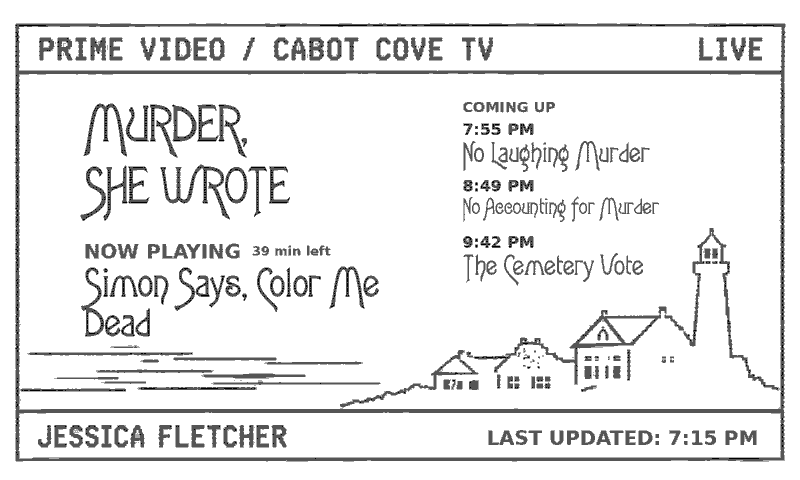 PRIME VIDEO / CABOT COVE TV
LIVE
MURDER,
SHE WROTE
NOW PLAYING 39 min left
Simon Says, Color Me
Dead
COMING UP
7:55 PM
No Laughing Murder
8:49 PM
No Accounting for Murder
9:42 PM
The Cemetery Vote
JESSICA FLETCHER
LAST UPDATED: 7:15 PM